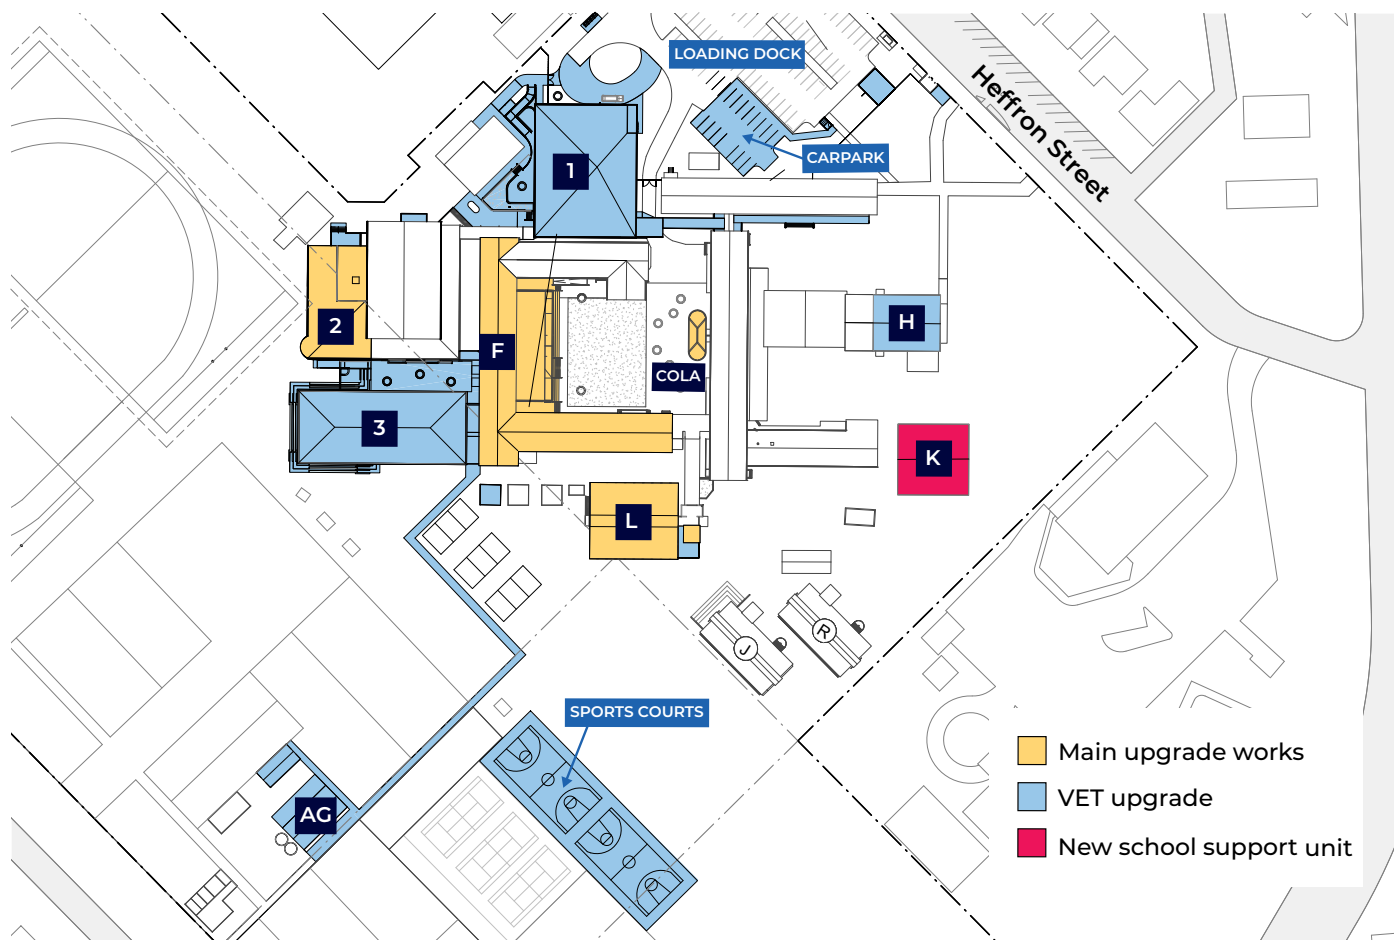 LOADING DOCK
Heffron Street
CARPARK
1
2
F
H
COLA
3
K
L
J
R
SPORTS COURTS
AG
Main upgrade works
VET upgrade
New school support unit